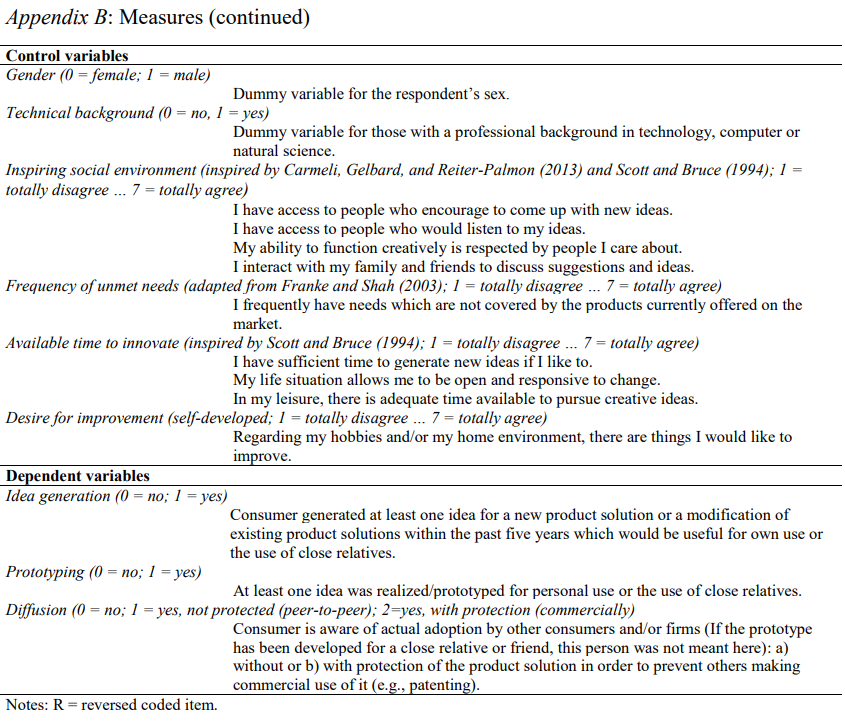 Appendix B: Measures (continued)
Control variables
Gender (0 = female; 1 = male)
Dummy variable for the respondent's sex.
Technical background (0 = no, 1 = yes)
Dummy variable for those with a professional background in technology, computer or
natural science.
Inspiring social environment (inspired by Carmeli, Gelbard, and Reiter-Palmon (2013) and Scott and Bruce (1994); 1 =
totally disagree ... 7 = totally agree)
I have access to people who encourage to come up with new ideas.
I have access to people who would listen to my ideas.
My ability to function creatively is respected by people I care about.
I interact with my family and friends to discuss suggestions and ideas.
Frequency of unmet needs (adapted from Franke and Shah (2003); 1 = totally disagree ... 7 = totally agree)
I frequently have needs which are not covered by the products currently offered on the
market.
Available time to innovate (inspired by Scott and Bruce (1994); 1 = totally disagree ... 7 = totally agree)
I have sufficient time to generate new ideas if I like to.
My life situation allows me to be open and responsive to change.
In my leisure, there is adequate time available to pursue creative ideas.
Desire for improvement (self-developed; 1 = totally disagree ... 7 = totally agree)
Regarding my hobbies and/or my home environment, there are things I would like to
improve.
Dependent variables
Idea generation (0 = no; 1 = yes)
Consumer generated at least one idea for a new product solution or a modification of
existing product solutions within the past five years which would be useful for own use or
the use of close relatives.
Prototyping (0 = no; 1 = yes)
At least one idea was realized/prototyped for personal use or the use of close relatives.
Diffusion (0 = no; 1 = yes, not protected (peer-to-peer); 2=yes, with protection (commercially)
Consumer is aware of actual adoption by other consumers and/or firms (If the prototype
has been developed for a close relative or friend, this person was not meant here): a)
without or b) with protection of the product solution in order to prevent others making
commercial use of it (e.g., patenting).
Notes: R = reversed coded item.